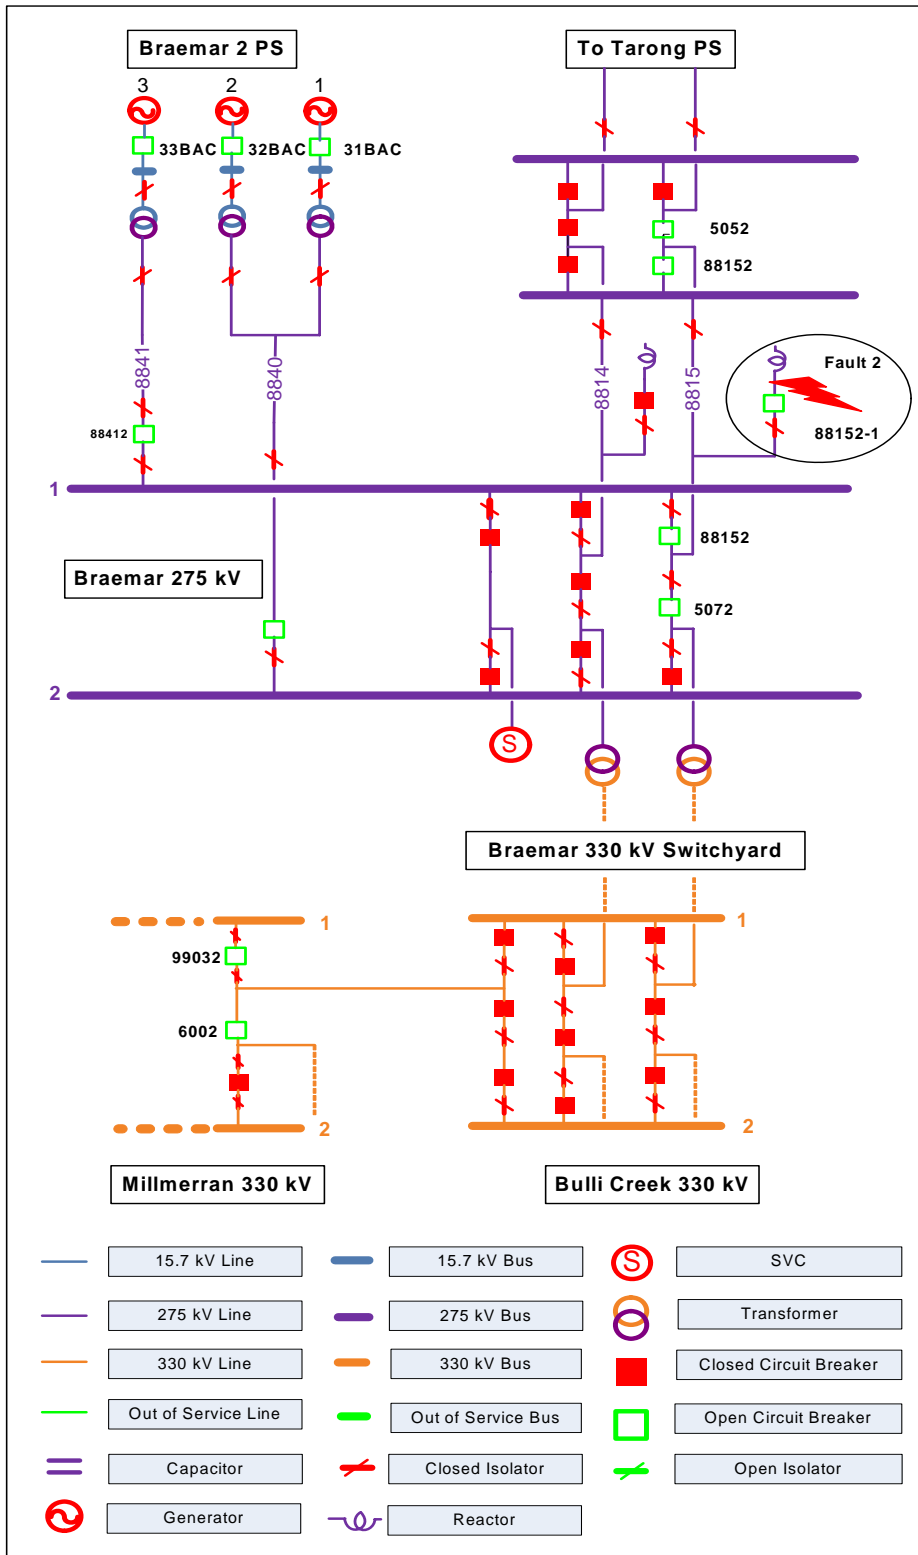 Braemar 2 PS
To Tarong PS
3
2
1
33BAC
32BAC
31BAC
5052
88152
8841
8840
8814
8815
Fault 2
88152-1
88412
1
88152
Braemar 275 kV
5072
2
S
Braemar 330 kV Switchyard
1
1
99032
6002
2
2
Millmerran 330 kV
Bulli Creek 330 kV
15.7 kV Line
15.7 kV Bus
S
SVC
275 kV Line
275 kV Bus
Transformer
330 kV Line
330 kV Bus
Closed Circuit Breaker
Out of Service Line
Out of Service Bus
Open Circuit Breaker
Capacitor
Closed Isolator
Open Isolator
Generator
Reactor